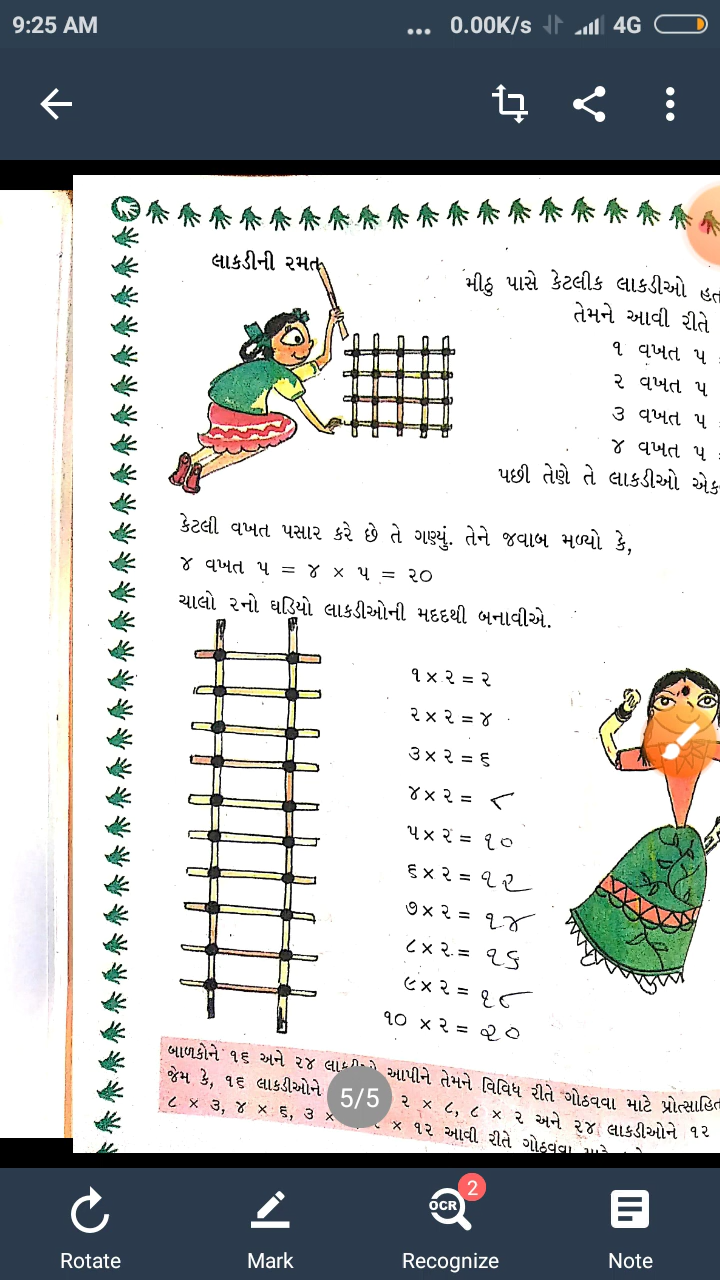 9:25 AM
... 0.00K/s 4G
લાકડીની રમત
મીઠુ પાસે કેટલીક લાકડીઓ
તેમને આવી રીતે
૧ વખત ૫
૨ વખત ૫
૩ વખત ૫
૪ વખત ૫
પછી તેણે તે લાકડીઓ
કેટલી વખત પસાર કરે છે તે ગણ્યું. તેને જવાબ મળ્યો કે,
૪ વખત ૫ = ૪ × ૫ = ૨૦
ચાલો ૨નો ઘડિયો લાકડીઓની મદદથી બનાવીએ.
૧ × ૨ = ૨
૨ × ૨ = ૪
૩ × ૨ = ૬
૪ × ૨ = ૮
૫ × ૨ = ૧૦
૬ × ૨ = ૧૨
૭ × ૨ = ૧૪
૮ × ૨ = ૧૬
૯ × ૨ = ૧૮
૧૦ × ૨ = ૨૦
બાળકોને ૧૬ અને ૨૪ આપીને તેમને વિવિધ રીતે ગોઠવવા માટે
જેમ કે, ૧૬ લાકડીઓને ૨ × ૮, ૮ × ૨ અને ૨૪ લાકડીઓને ૧૨
૮ × ૩, ૪ × ૬, ૩ × × ૧૨ આવી રીતે ગોઠવવા
5/5
Rotate
Mark
OCR 2
Recognize
Note